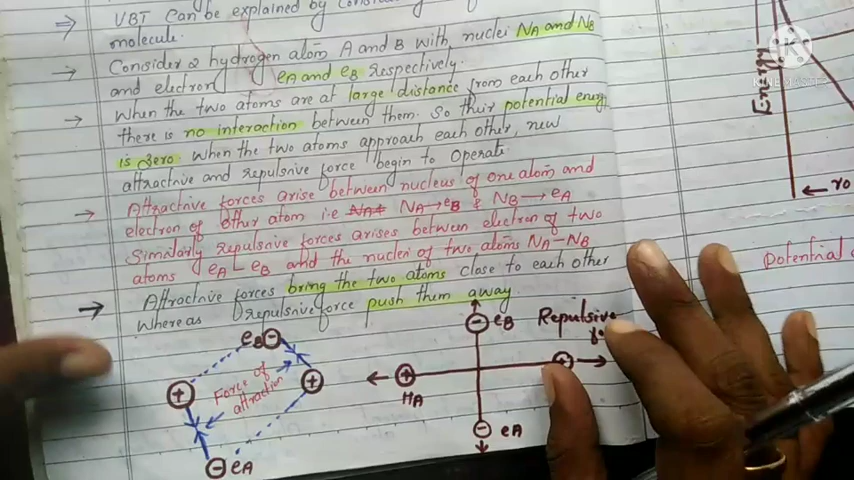 ⇒ VBT can be explained by
molecule.
→ Consider 2 hydrogen atom A and B with nuclei NA and NB
and electron eA and eB respectively.
→ When the two atoms are at large distance from each other
there is no interaction between them. So their potential energy
is zero. When the two atoms approach each other, new
attractive and repulsive force begin to operate
→ Attractive forces arise between nucleus of one atom and
electron of other atom i.e NA→eB & NB→eA
Similarly repulsive forces arises between electron of two
atoms eA-eB and the nuclei of two atoms NA-NB
→ Attractive forces bring the two atoms close to each other
whereas repulsive force push them away
eB
Force of
attraction
eA
eB
Repulsive
HA
eA
Energy
r0
Potential
KINEMASTER